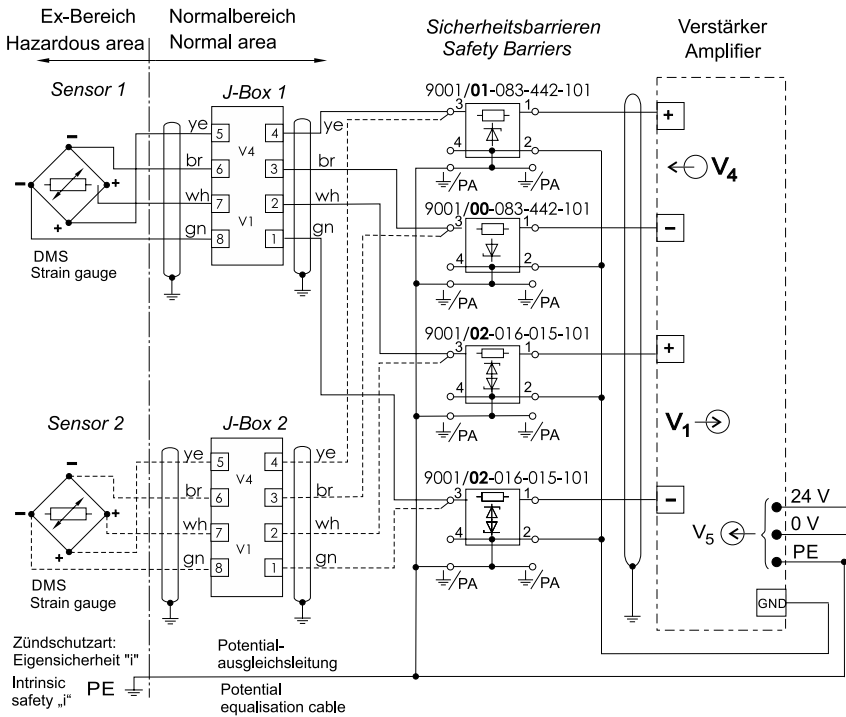 Ex-Bereich
Hazardous area
Normalbereich
Normal area
Sicherheitsbarrieren
Safety Barriers
Verstärker
Amplifier
Sensor 1
J-Box 1
ye
5
4
ye
V4
br
6
3
br
wh
7
2
wh
V1
gn
8
1
gn
-
-
+
+
DMS
Strain gauge
9001/01-083-442-101
3
1
4
2
/PA
/PA
9001/00-083-442-101
3
1
4
2
/PA
/PA
9001/02-016-015-101
3
1
4
2
/PA
/PA
9001/02-016-015-101
3
1
4
2
/PA
/PA
+
V4
-
+
V1
-
24 V
V5
0 V
PE
GND
Sensor 2
J-Box 2
ye
5
4
ye
V4
br
6
3
br
wh
7
2
wh
V1
gn
8
1
gn
-
-
+
+
DMS
Strain gauge
Zündschutzart:
Eigensicherheit "i"
Intrinsic
safety „i“
PE
Potential-
ausgleichsleitung
Potential
equalisation cable